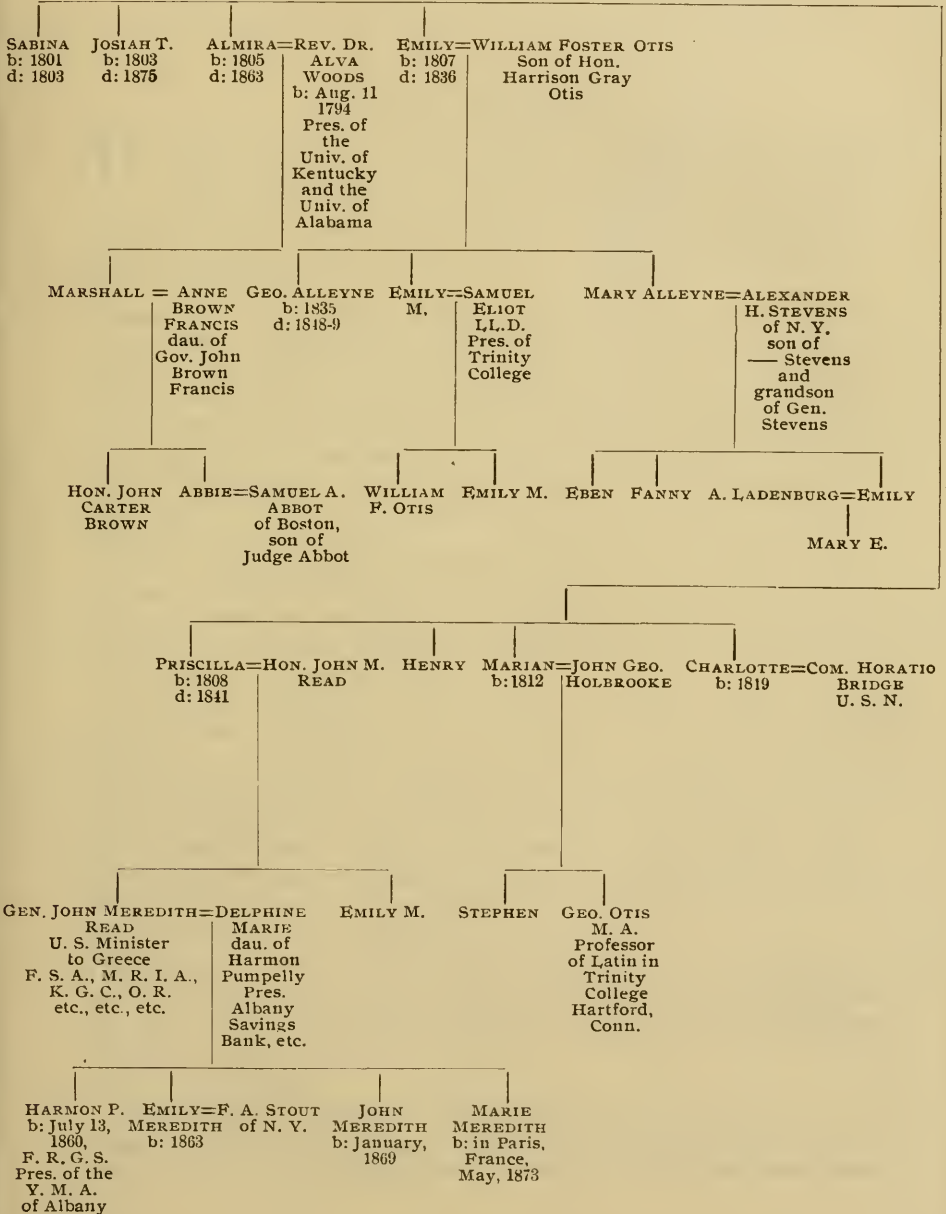 SABINA
b: 1801
d: 1803
JOSIAH T.
b: 1803
d: 1875
ALMIRA=REV. DR.
b: 1805
d: 1863
ALVA
WOODS
b: Aug. 11
1794
Pres. of
the
Univ. of
Kentucky
and the
Univ. of
Alabama
EMILY=WILLIAM FOSTER OTIS
b: 1807
d: 1836
Son of Hon.
Harrison Gray
Otis
MARSHALL = ANNE
BROWN
FRANCIS
dau. of
Gov. John
Brown
Francis
GEO. ALLEYNE
b: 1835
d: 1848-9
EMILY=SAMUEL
M,
ELIOT
LL.D.
Pres. of
Trinity
College
MARY ALLEYNE=ALEXANDER
H. STEVENS
of N. Y.
son of
—— Stevens
and
grandson
of Gen.
Stevens
HON. JOHN
CARTER
BROWN
ABBIE=SAMUEL A.
ABBOT
of Boston,
son of
Judge Abbot
WILLIAM
F. OTIS
EMILY M.
EBEN
FANNY
A. LADENBURG=EMILY
MARY E.
PRISCILLA=HON. JOHN M.
b: 1808
d: 1841
READ
HENRY
MARIAN=JOHN GEO.
b:1812
HOLBROOKE
CHARLOTTE=COM. HORATIO
b: 1819
BRIDGE
U. S. N.
GEN. JOHN MEREDITH=DELPHINE
READ
U. S. Minister
to Greece
F. S. A., M. R. I. A.,
K. G. C., O. R.
etc., etc., etc.
MARIE
dau. of
Harmon
Pumpelly
Pres.
Albany
Savings
Bank, etc.
EMILY M.
STEPHEN
GEO. OTIS
M. A.
Professor
of Latin in
Trinity
College
Hartford,
Conn.
HARMON P.
b: July 13,
1860,
F. R. G. S.
Pres. of the
Y. M. A.
of Albany
EMILY=F. A. STOUT
MEREDITH
b: 1863
of N. Y.
JOHN
MEREDITH
b: January,
1869
MARIE
MEREDITH
b: in Paris,
France,
May, 1873